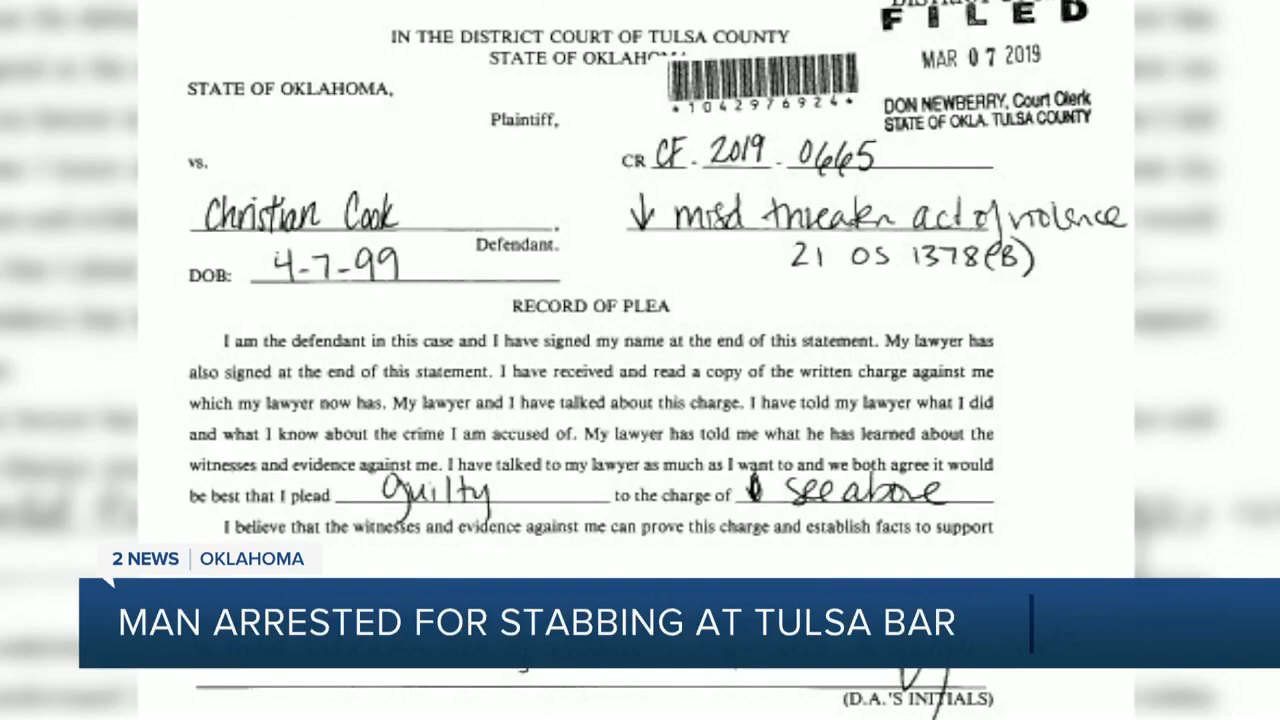 FILED
IN THE DISTRICT COURT OF TULSA COUNTY
STATE OF OKLAHOMA
MAR 07 2019
*1042976924*
DON NEWBERRY, Court Clerk
STATE OF OKLA. TULSA COUNTY
STATE OF OKLAHOMA,
Plaintiff,
vs.
CR CF. 2019 . 0665
Christian Cook
Defendant.
↓ misd threaten act of violence
21 OS 1378(B)
DOB: 4-7-99
RECORD OF PLEA
I am the defendant in this case and I have signed my name at the end of this statement. My lawyer has
also signed at the end of this statement. I have received and read a copy of the written charge against me
which my lawyer now has. My lawyer and I have talked about this charge. I have told my lawyer what I did
and what I know about the crime I am accused of. My lawyer has told me what he has learned about the
witnesses and evidence against me. I have talked to my lawyer as much as I want to and we both agree it would
be best that I plead guilty to the charge of see above
I believe that the witnesses and evidence against me can prove this charge and establish facts to support
2 NEWS | OKLAHOMA
MAN ARRESTED FOR STABBING AT TULSA BAR
(D.A.'S INITIALS)